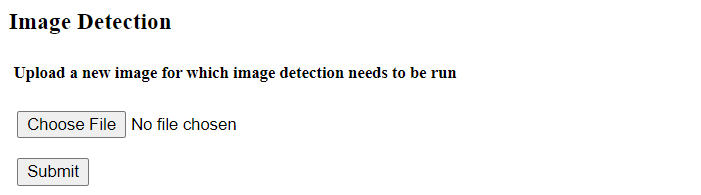 Image Detection
Upload a new image for which image detection needs to be run
Choose File No file chosen
Submit